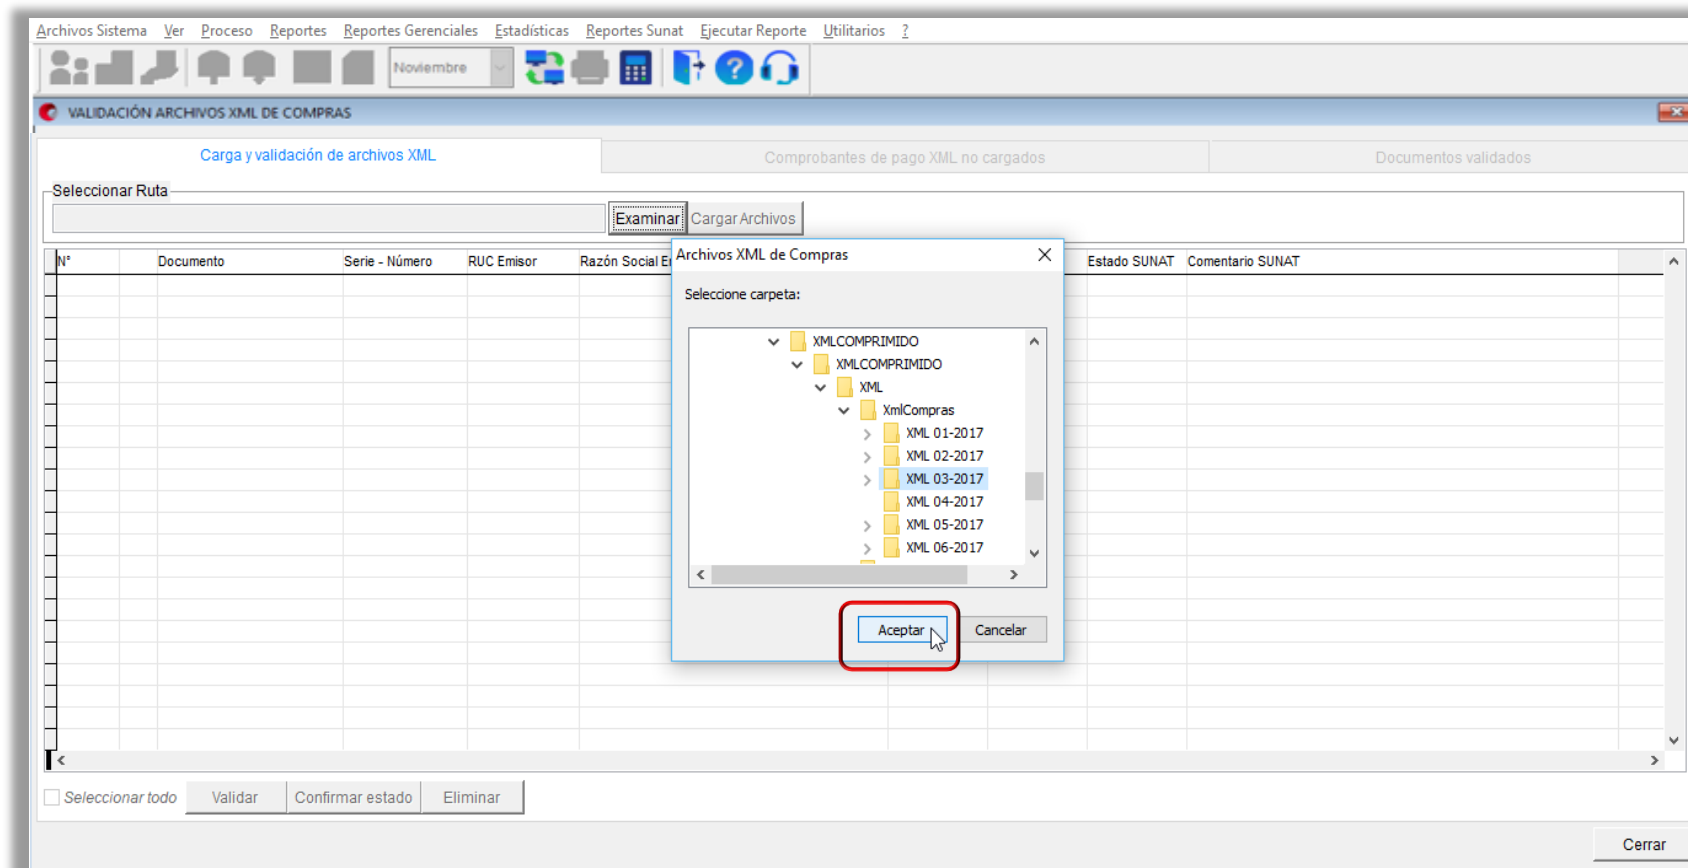 Archivos Sistema Ver Proceso Reportes Reportes Gerenciales Estadísticas Reportes Sunat Ejecutar Reporte Utilitarios ?
Noviembre
VALIDACIÓN ARCHIVOS XML DE COMPRAS
Carga y validación de archivos XML Comprobantes de pago XML no cargados Documentos validados
Seleccionar Ruta
Examinar Cargar Archivos
N° Documento Serie - Número RUC Emisor Razón Social E Estado SUNAT Comentario SUNAT
Archivos XML de Compras
Seleccione carpeta:
XMLCOMPRIMIDO
XMLCOMPRIMIDO
XML
XmlCompras
XML 01-2017
XML 02-2017
XML 03-2017
XML 04-2017
XML 05-2017
XML 06-2017
Aceptar Cancelar
Seleccionar todo Validar Confirmar estado Eliminar
Cerrar